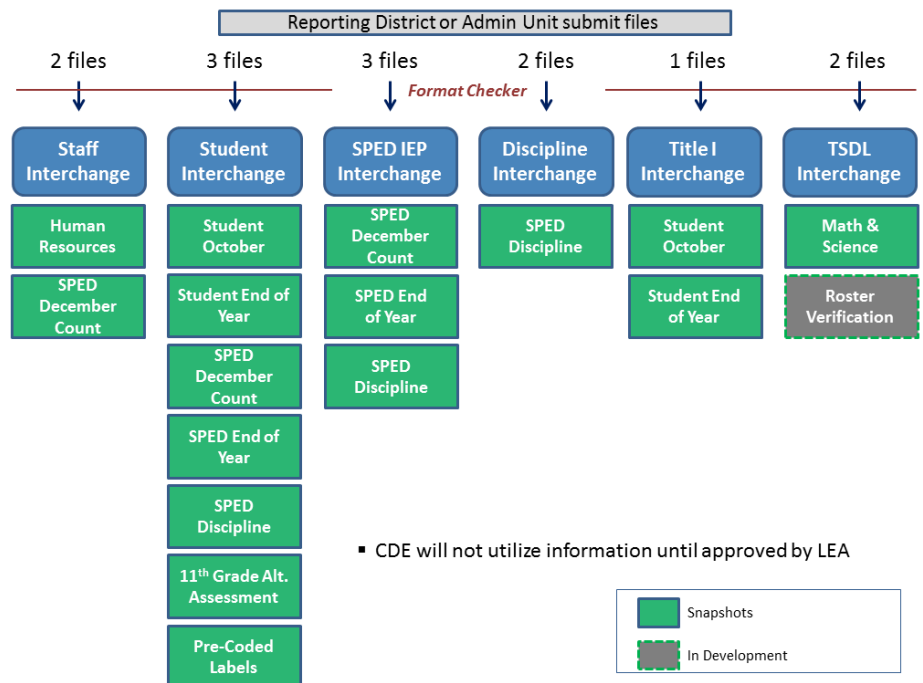 Reporting District or Admin Unit submit files
2 files
3 files
3 files
2 files
1 file
2 files
Format Checker
Staff
Interchange
Student
Interchange
SPED IEP
Interchange
Discipline
Interchange
Title I
Interchange
TSDL
Interchange
Human
Resources
SPED
December
Count
Student
October
Student End of
Year
SPED
December
Count
SPED End of
Year
SPED
Discipline
11th Grade Alt.
Assessment
Pre-Coded
Labels
SPED
December
Count
SPED End
of Year
SPED
Discipline
SPED
Discipline
Student
October
Student End
of Year
Math &
Science
Roster
Verification
▪ CDE will not utilize information until approved by LEA
Snapshots
In Development